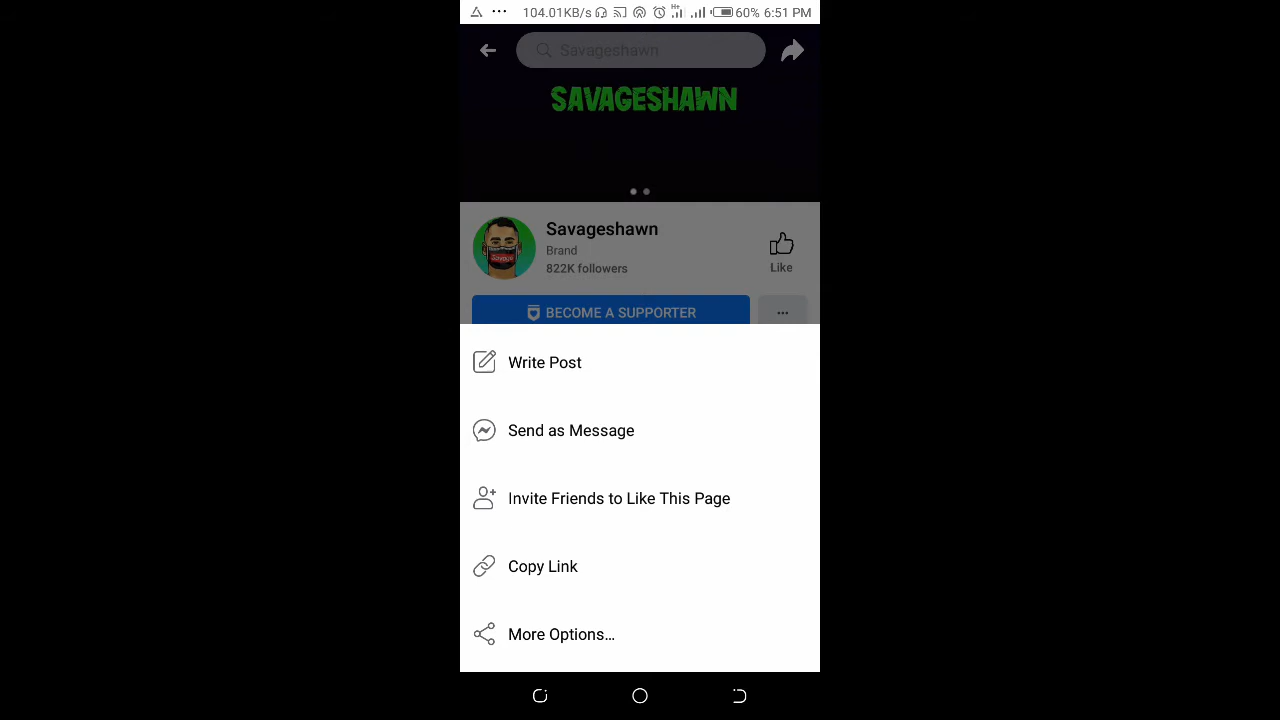 104.01KB/s H+ 60% 6:51 PM
Savageshawn
SAVAGESHAWN
Savageshawn
Brand
822K followers
Like
Savage
BECOME A SUPPORTER
Write Post
Send as Message
Invite Friends to Like This Page
Copy Link
More Options...